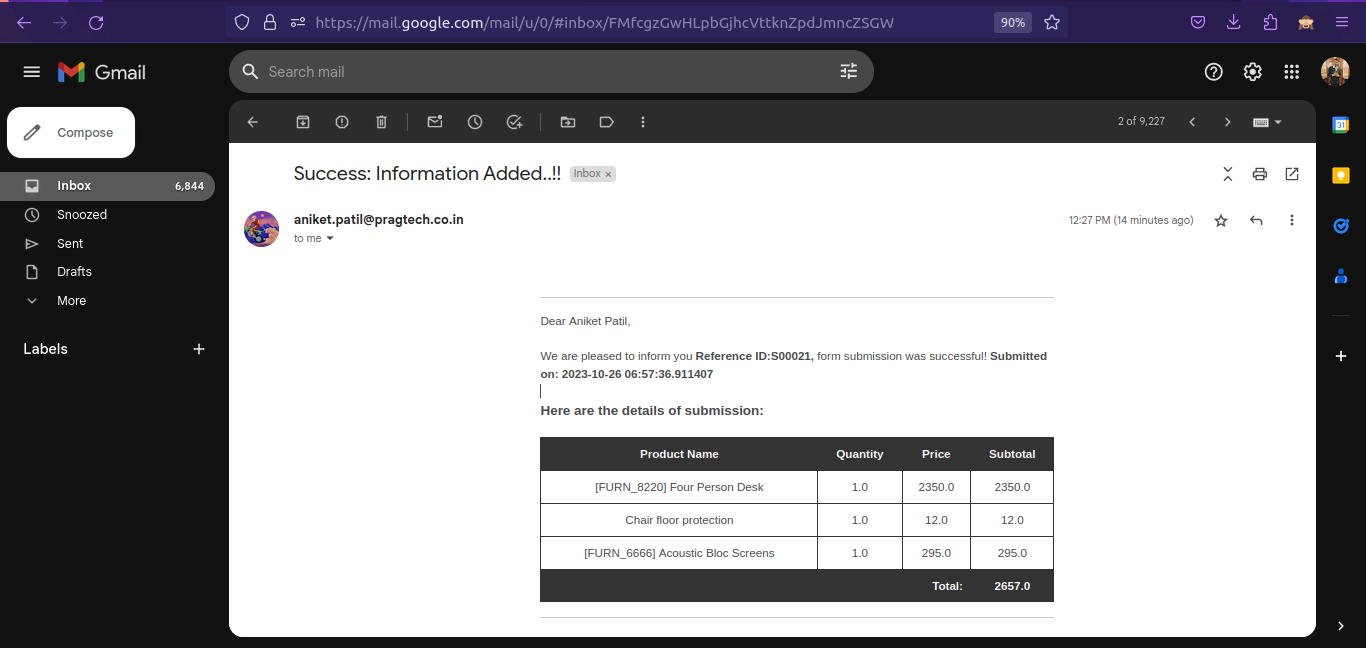 https://mail.google.com/mail/u/0/#inbox/FMfcgzGwHLpbGjhcVttknZpdJmncZSGW
90%
Gmail
Search mail
Compose
2 of 9,227
31
Inbox 6,844
Snoozed
Sent
Drafts
More
Labels
Success: Information Added..!! Inbox ×
aniket.patil@pragtech.co.in
12:27 PM (14 minutes ago)
to me
Dear Aniket Patil,
We are pleased to inform you Reference ID:S00021, form submission was successful! Submitted
on: 2023-10-26 06:57:36.911407
Here are the details of submission:
Product Name Quantity Price Subtotal
[FURN_8220] Four Person Desk 1.0 2350.0 2350.0
Chair floor protection 1.0 12.0 12.0
[FURN_6666] Acoustic Bloc Screens 1.0 295.0 295.0
Total: 2657.0